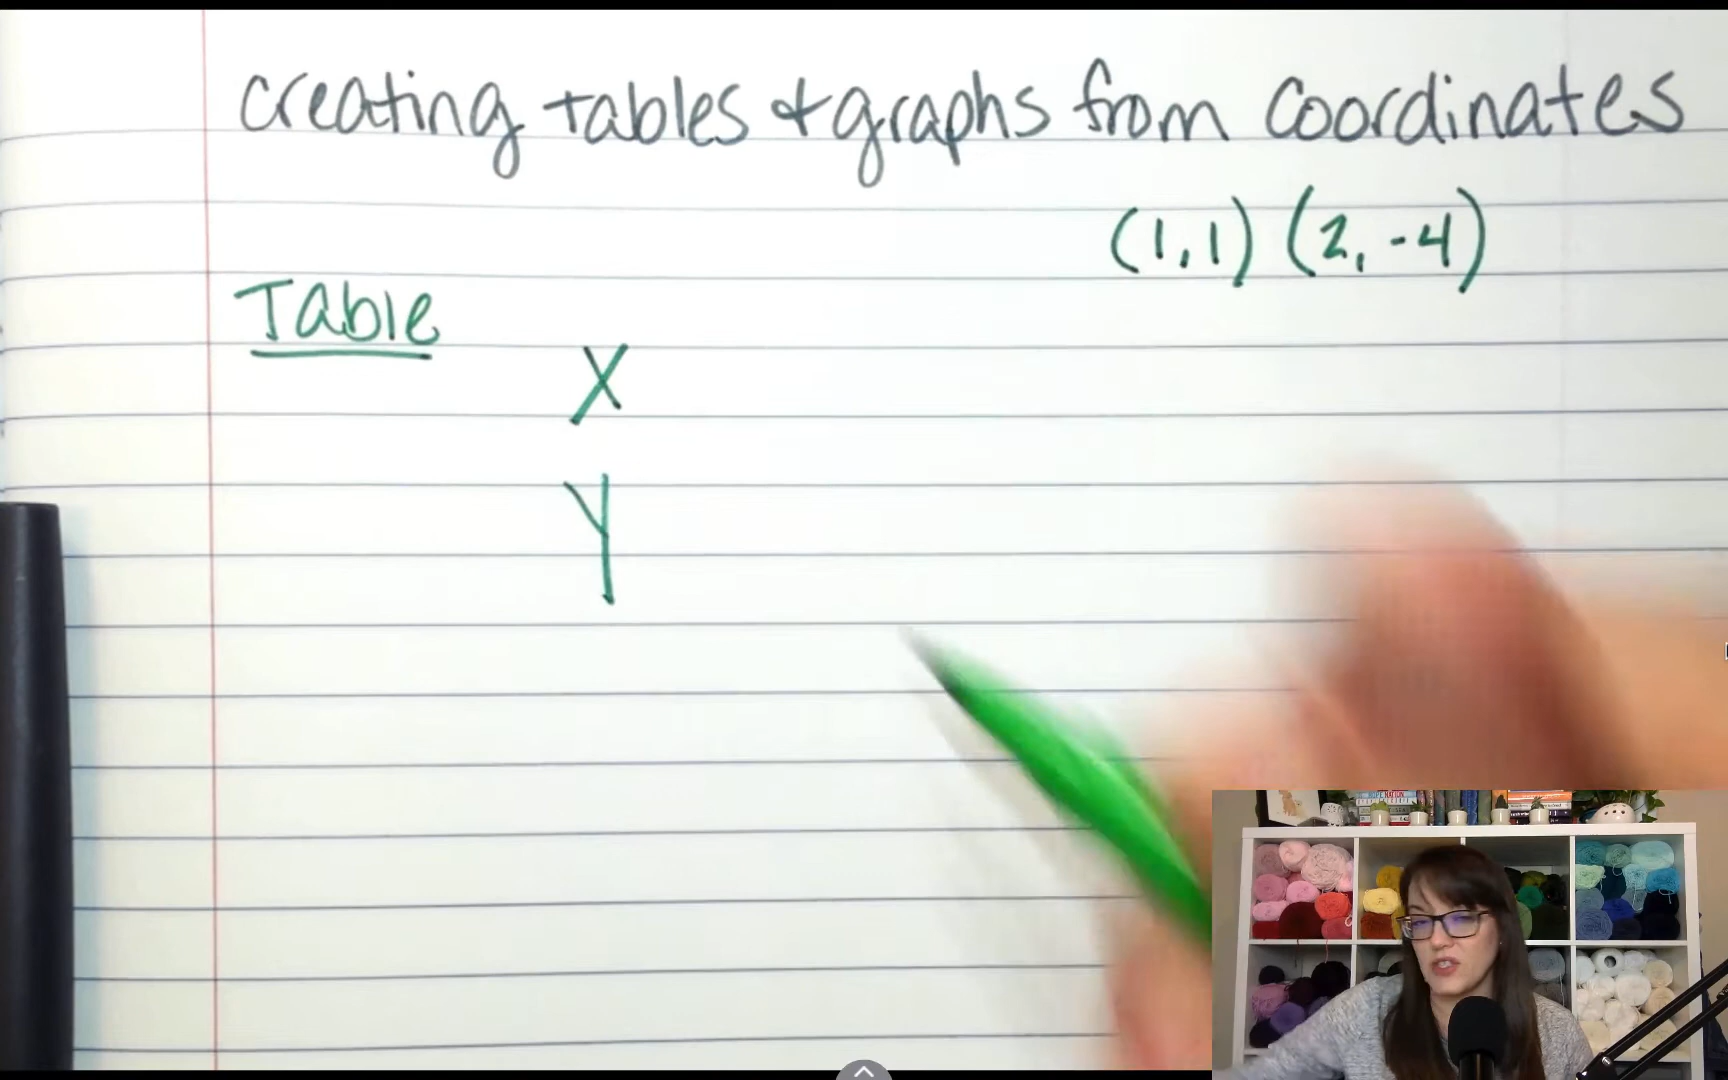 creating tables & graphs from coordinates
(1,1) (2,-4)
Table
X
Y